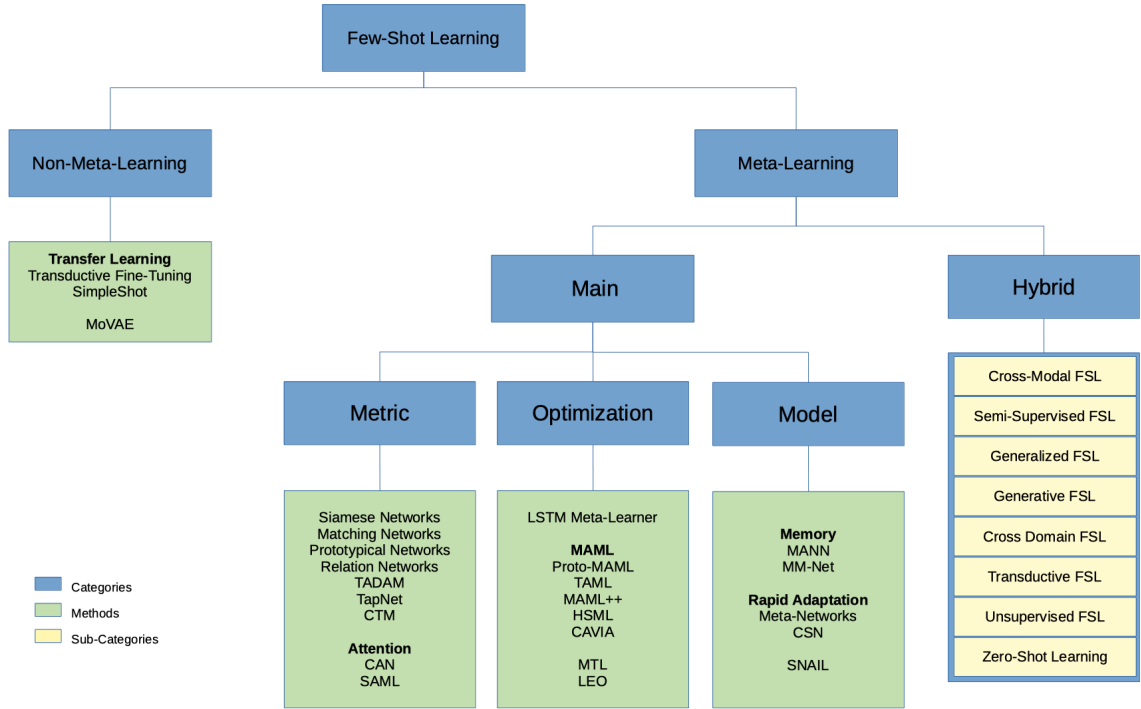 Few-Shot Learning
Non-Meta-Learning
Meta-Learning
Transfer Learning
Transductive Fine-Tuning
SimpleShot
MoVAE
Main
Hybrid
Metric
Optimization
Model
Siamese Networks
Matching Networks
Prototypical Networks
Relation Networks
TADAM
TapNet
CTM
Attention
CAN
SAML
LSTM Meta-Learner
MAML
Proto-MAML
TAML
MAML++
HSML
CAVIA
MTL
LEO
Memory
MANN
MM-Net
Rapid Adaptation
Meta-Networks
CSN
SNAIL
Cross-Modal FSL
Semi-Supervised FSL
Generalized FSL
Generative FSL
Cross Domain FSL
Transductive FSL
Unsupervised FSL
Zero-Shot Learning
Categories
Methods
Sub-Categories